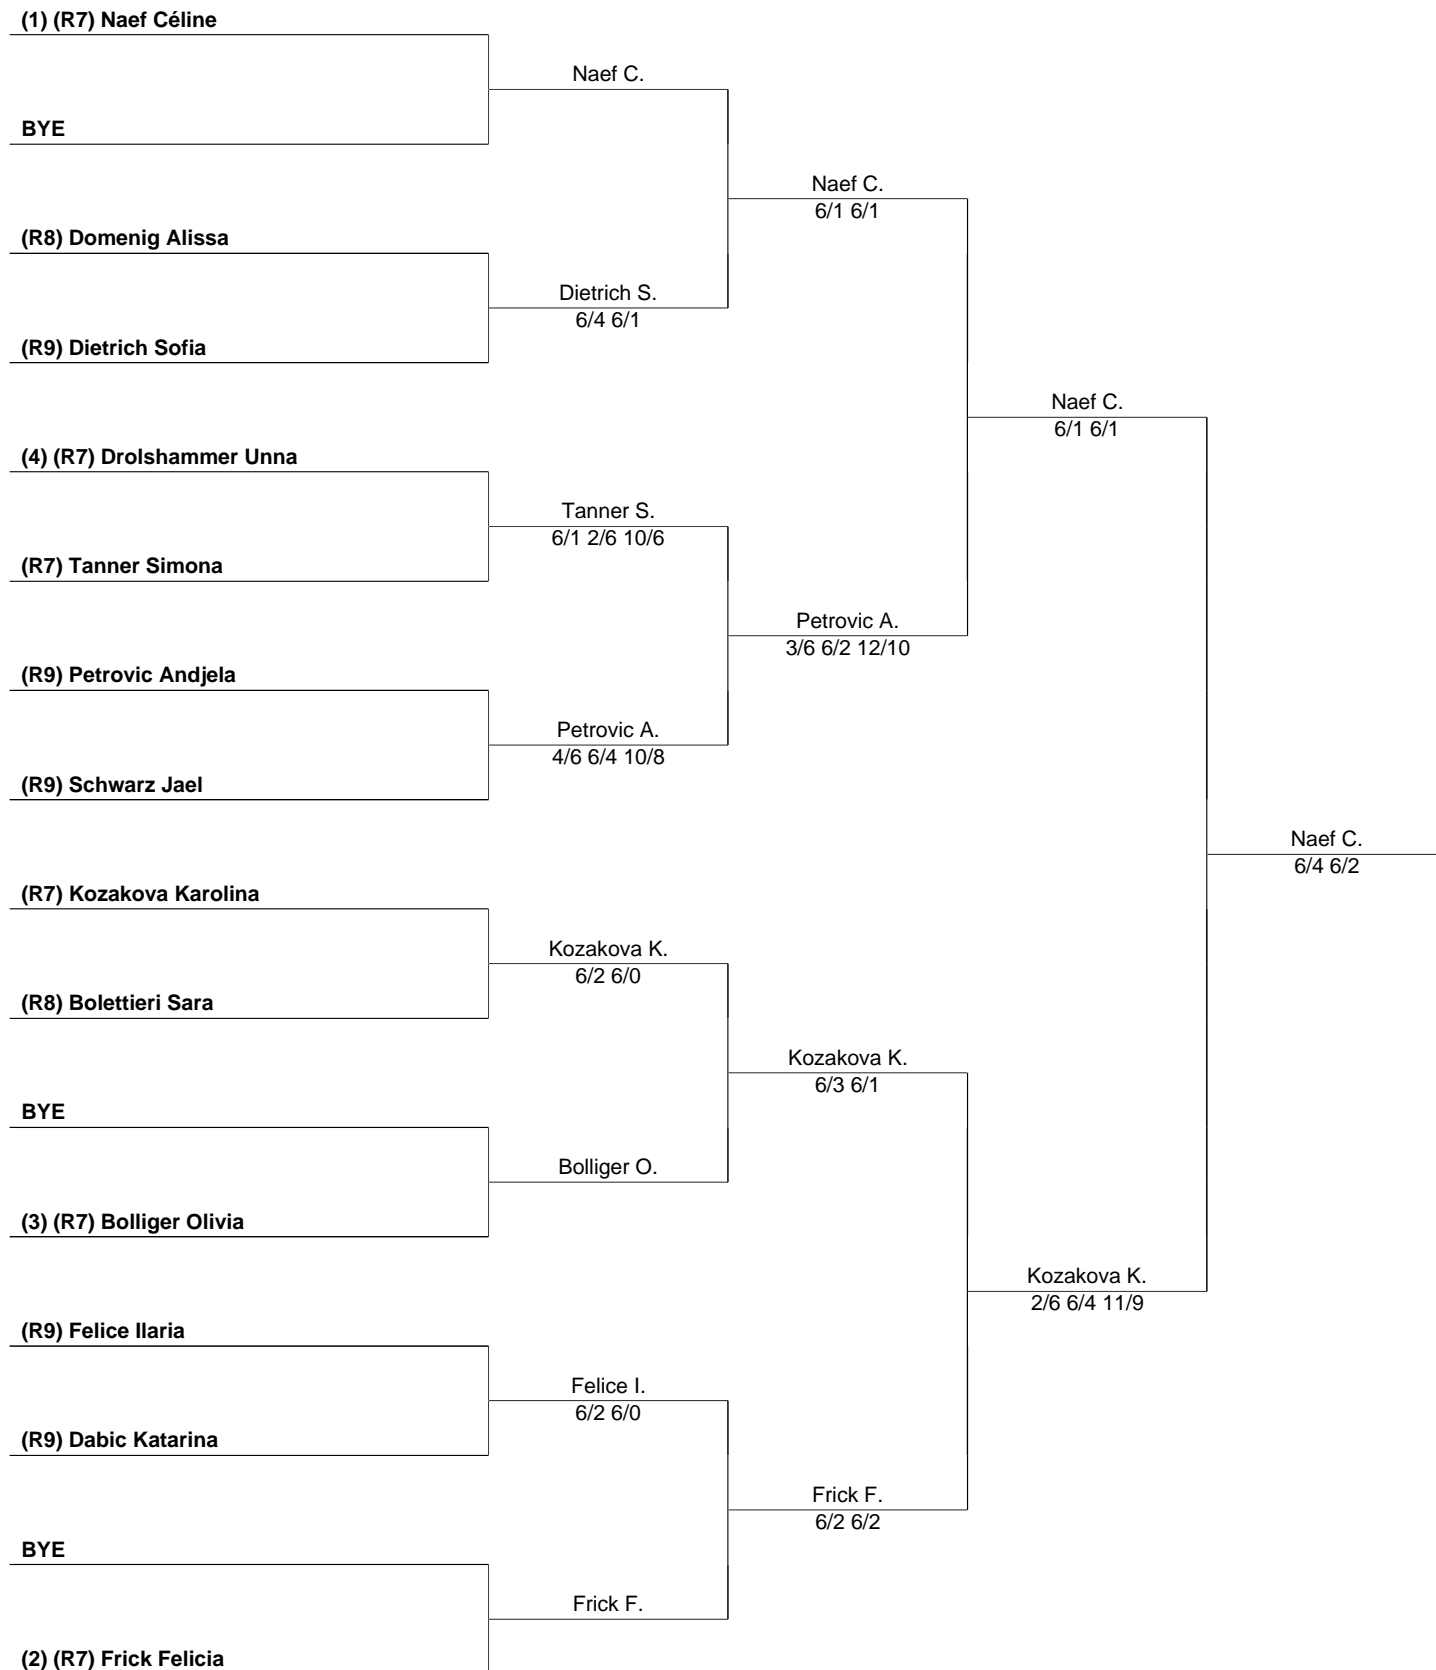 (1) (R7) Naef Céline
Naef C.
BYE
Naef C.
6/1 6/1
(R8) Domenig Alissa
Dietrich S.
6/4 6/1
(R9) Dietrich Sofia
Naef C.
6/1 6/1
(4) (R7) Drolshammer Unna
Tanner S.
6/1 2/6 10/6
(R7) Tanner Simona
Petrovic A.
3/6 6/2 12/10
(R9) Petrovic Andjela
Petrovic A.
4/6 6/4 10/8
(R9) Schwarz Jael
Naef C.
6/4 6/2
(R7) Kozakova Karolina
Kozakova K.
6/2 6/0
(R8) Bolettieri Sara
Kozakova K.
6/3 6/1
BYE
Bolliger O.
(3) (R7) Bolliger Olivia
Kozakova K.
2/6 6/4 11/9
(R9) Felice Ilaria
Felice I.
6/2 6/0
(R9) Dabic Katarina
Frick F.
6/2 6/2
BYE
Frick F.
(2) (R7) Frick Felicia